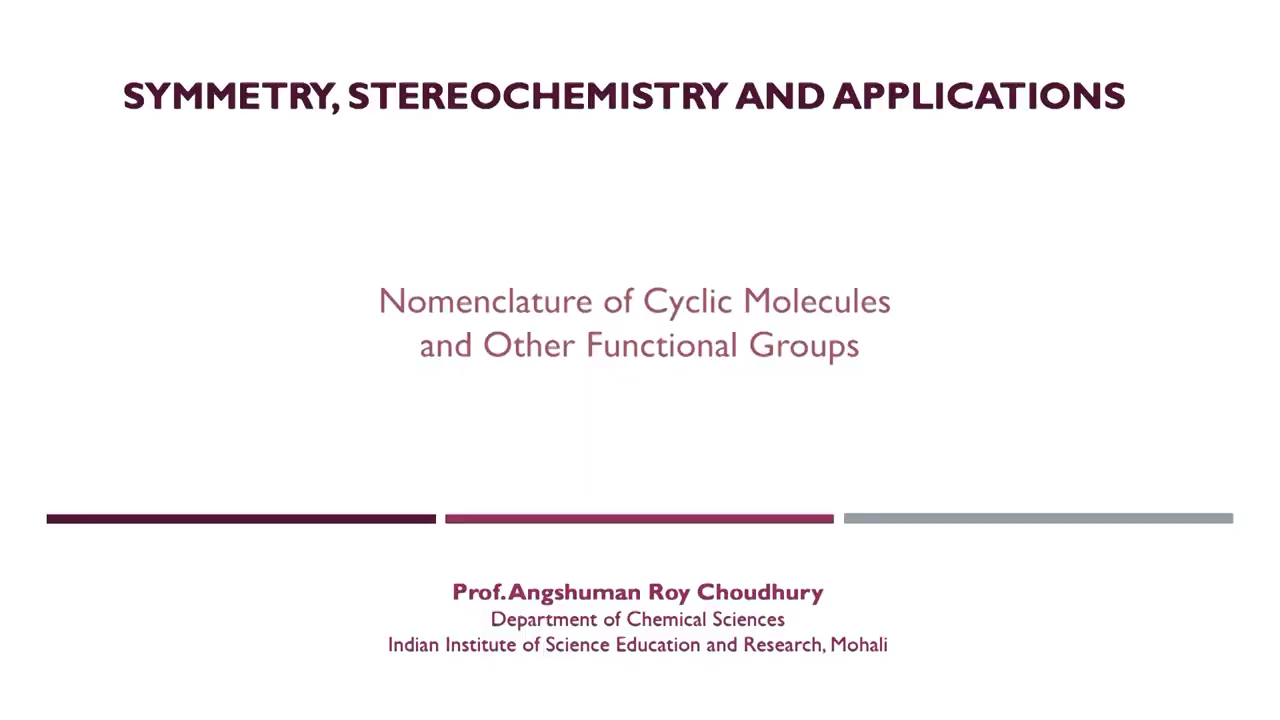 SYMMETRY, STEREOCHEMISTRY AND APPLICATIONS
Nomenclature of Cyclic Molecules
and Other Functional Groups
Prof. Angshuman Roy Choudhury
Department of Chemical Sciences
Indian Institute of Science Education and Research, Mohali